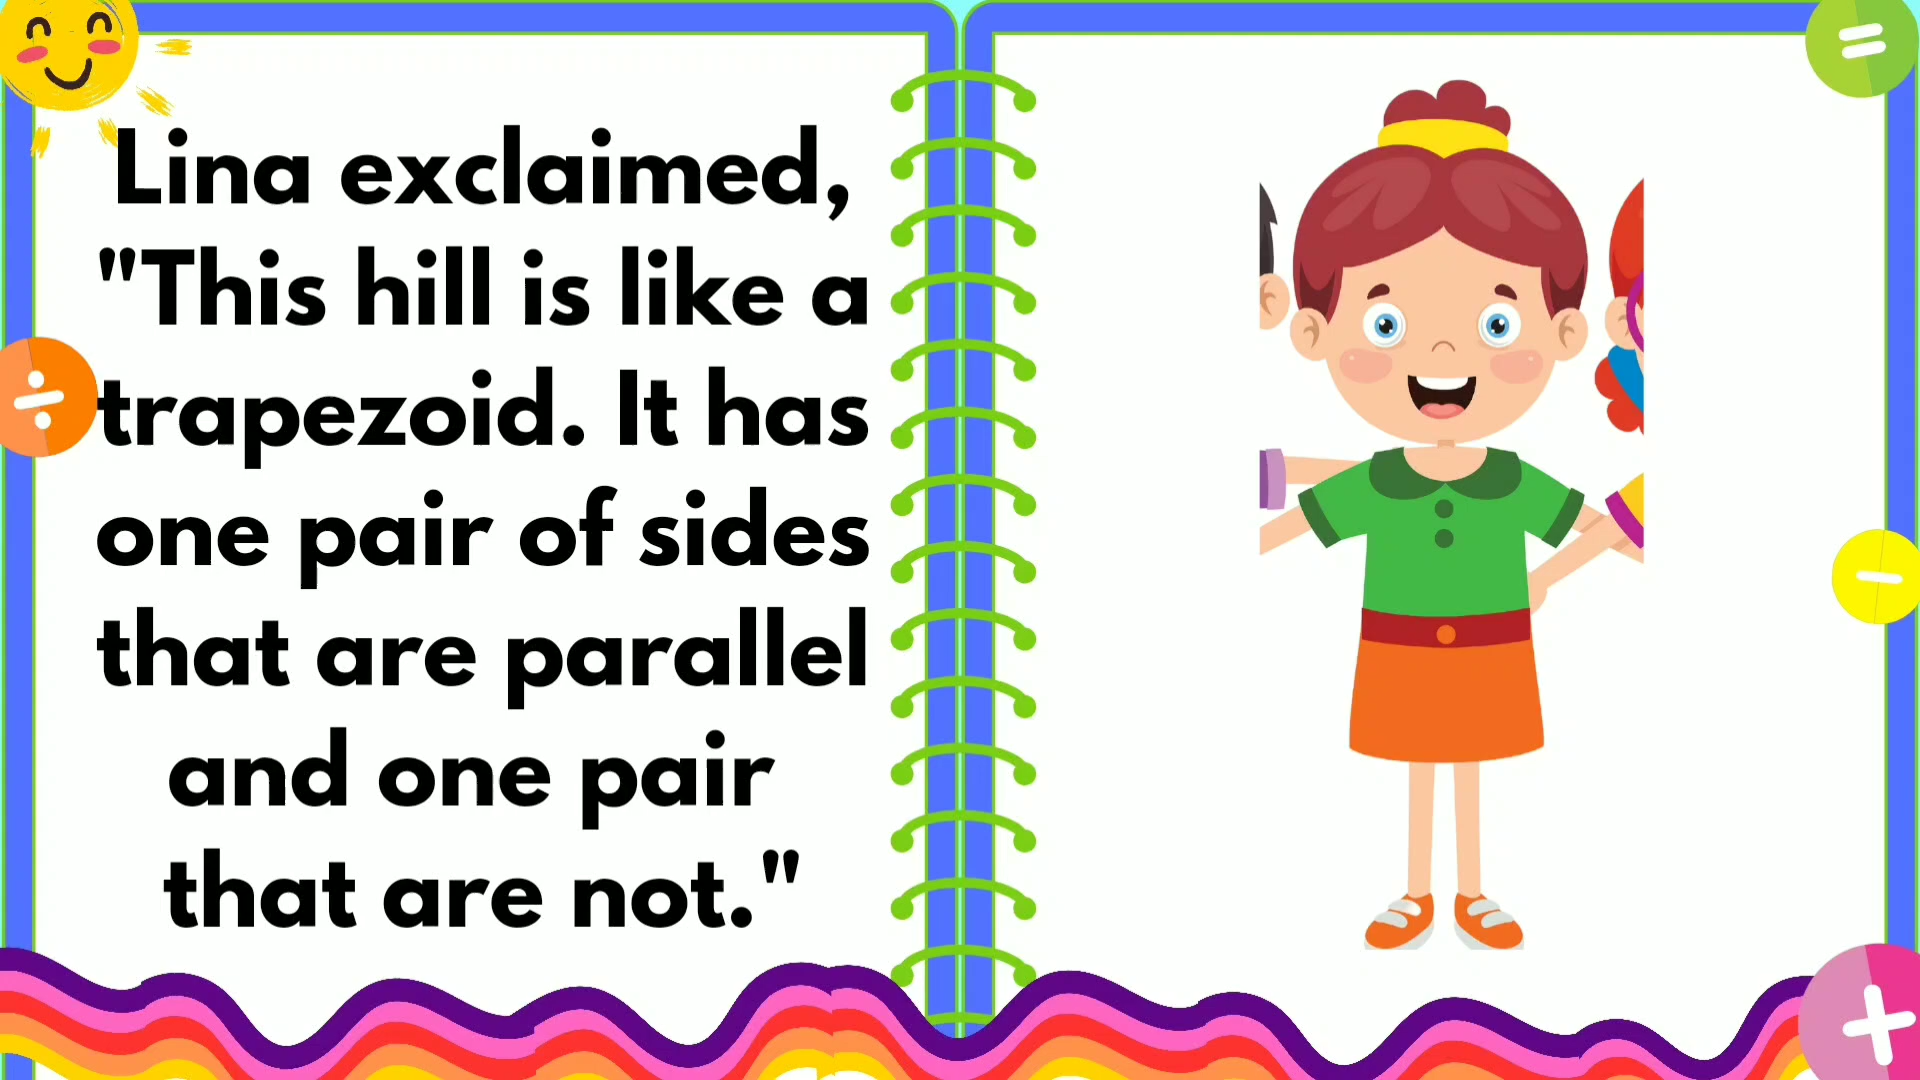 Lina exclaimed,
"This hill is like a
trapezoid. It has
one pair of sides
that are parallel
and one pair
that are not."